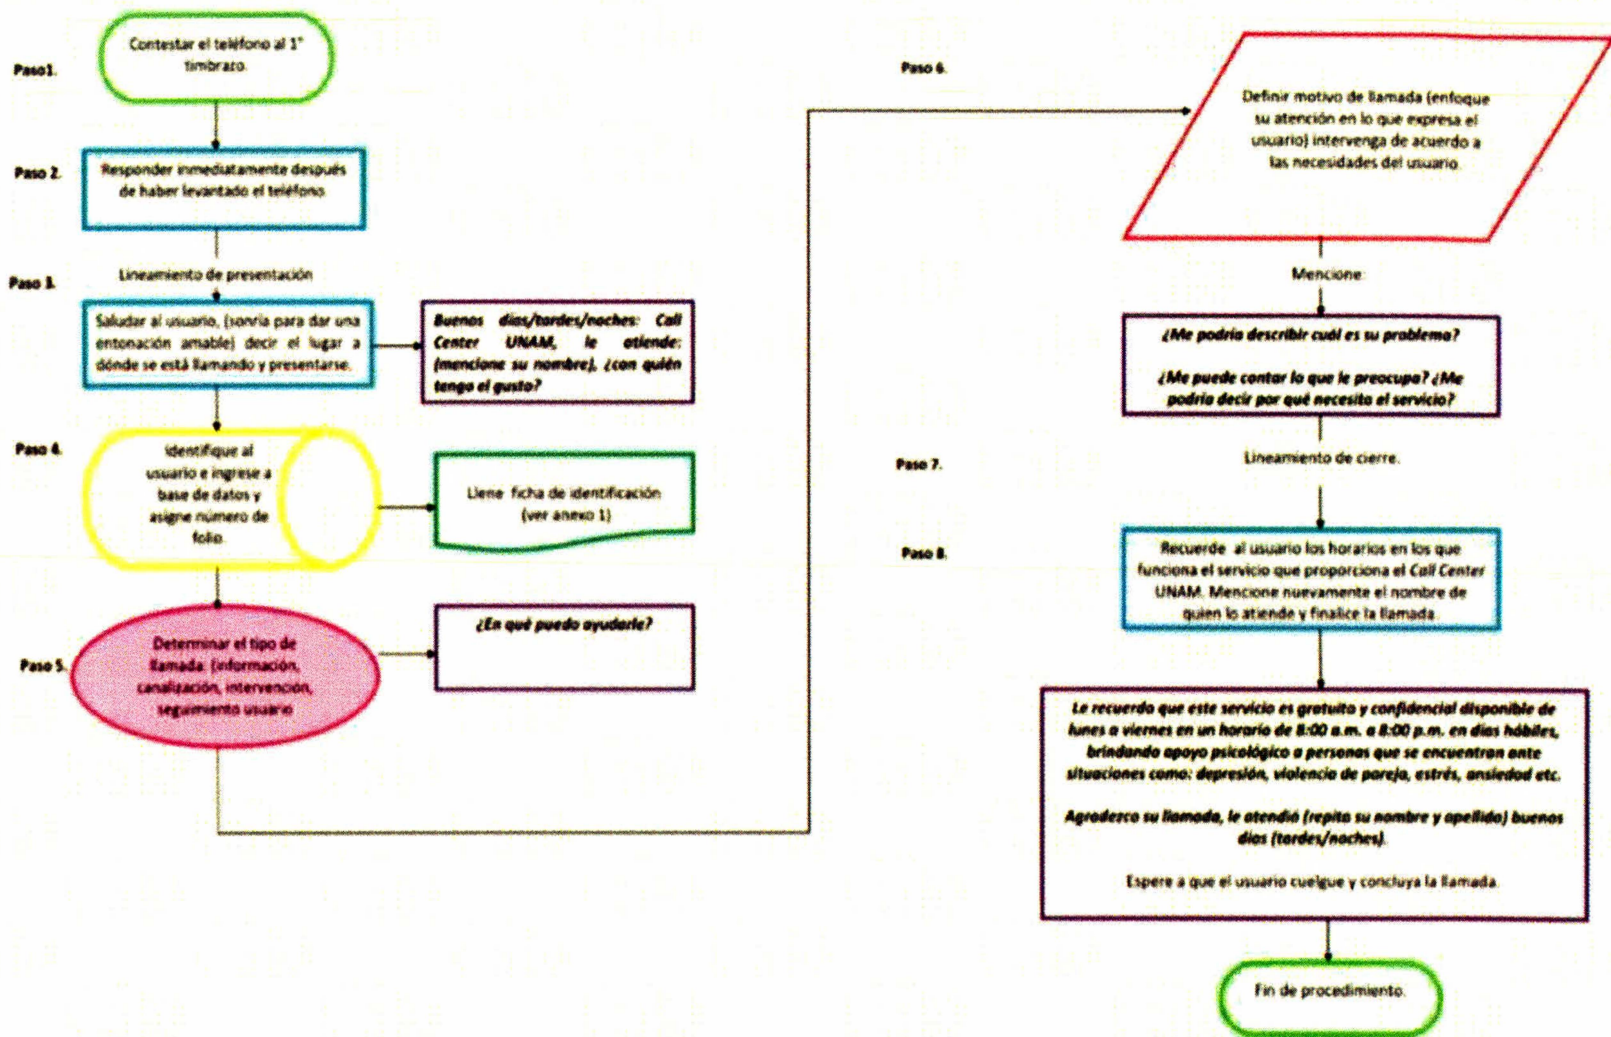 Paso1.
Contestar el teléfono al 1°
timbrazo.
Paso 2.
Responder inmediatamente después
de haber levantado el teléfono
Paso 3.
Lineamiento de presentación
Saludar al usuario, (sonría para dar una
entonación amable) decir el lugar a
dónde se está llamando y presentarse.
Buenos días/tardes/noches: Call
Center UNAM, le atiende:
(mencione su nombre), ¿con quién
tengo el gusto?
Paso 4.
Identifique al
usuario e ingrese a
base de datos y
asigne número de
folio.
Llene ficha de identificación
(ver anexo 1)
Paso 5.
Determinar el tipo de
llamada: (información,
canalización, intervención,
seguimiento usuario
¿En qué puedo ayudarle?
Paso 6.
Definir motivo de llamada (enfoque
su atención en lo que expresa el
usuario) intervenga de acuerdo a
las necesidades del usuario.
Mencione:
¿Me podría describir cuál es su problema?
¿Me puede contar lo que le preocupa? ¿Me
podría decir por qué necesita el servicio?
Paso 7.
Lineamiento de cierre.
Paso 8.
Recuerde al usuario los horarios en los que
funciona el servicio que proporciona el Call Center
UNAM. Mencione nuevamente el nombre de
quien lo atiende y finalice la llamada.
Le recuerdo que este servicio es gratuito y confidencial disponible de
lunes a viernes en un horario de 8:00 a.m. a 8:00 p.m. en días hábiles,
brindando apoyo psicológico a personas que se encuentran ante
situaciones como: depresión, violencia de pareja, estrés, ansiedad etc.
Agradezco su llamada, le atendió (repita su nombre y apellido) buenos
días (tardes/noches).
Espere a que el usuario cuelgue y concluya la llamada.
Fin de procedimiento.